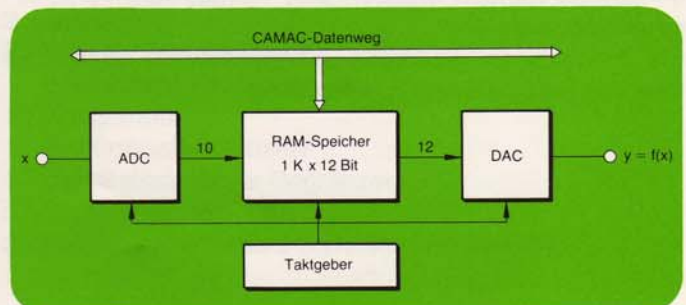 CAMAC-Datenweg
x
ADC
10
RAM-Speicher
1 K x 12 Bit
12
DAC
y = f(x)
Taktgeber